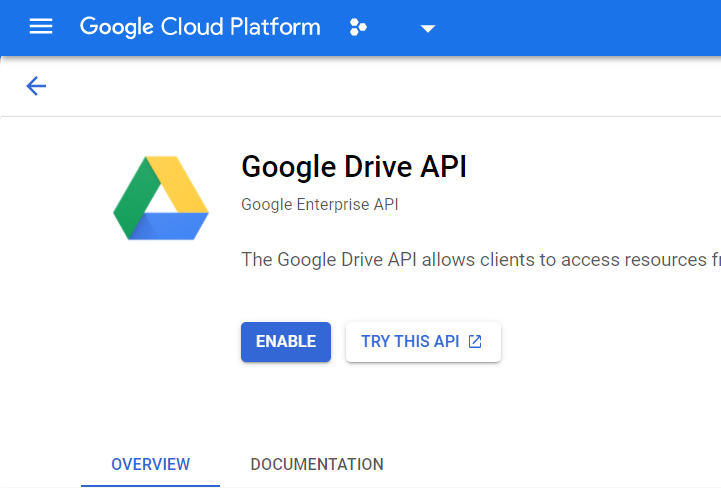 Google Cloud Platform
Google Drive API
Google Enterprise API
The Google Drive API allows clients to access resources fr
ENABLE TRY THIS API
OVERVIEW DOCUMENTATION